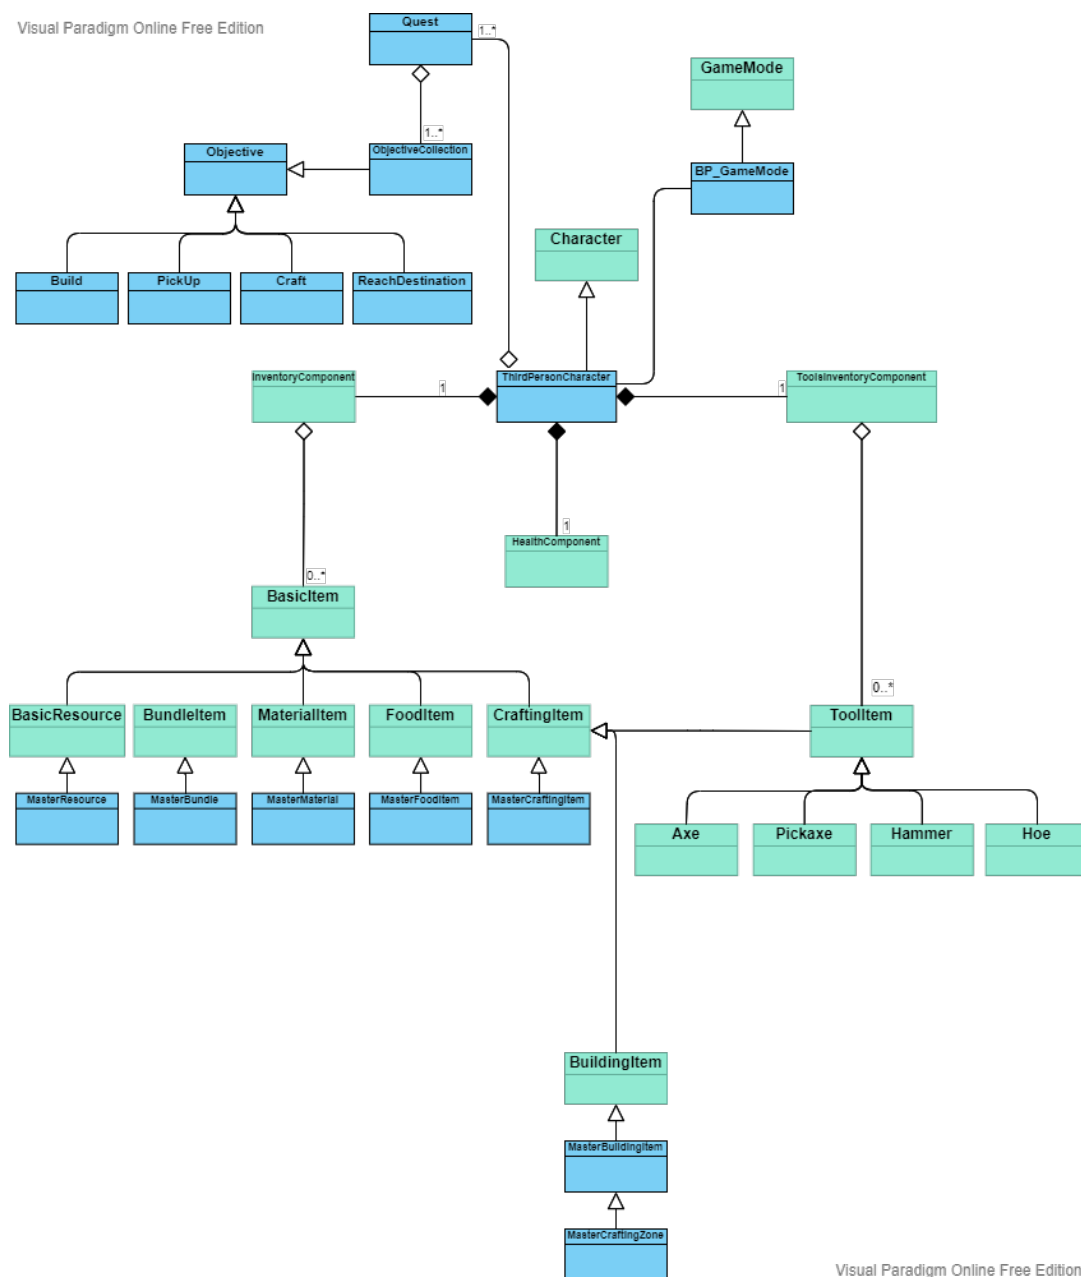 Visual Paradigm Online Free Edition
Quest
1..*
GameMode
1..*
Objective
ObjectiveCollection
BP_GameMode
Character
Build
PickUp
Craft
ReachDestination
InventoryComponent
1
ThirdPersonCharacter
1
ToolsInventoryComponent
1
HealthComponent
0..*
BasicItem
0..*
BasicResource
BundleItem
MaterialItem
FoodItem
CraftingItem
ToolItem
MasterResource
MasterBundle
MasterMaterial
MasterFoodItem
MasterCraftingItem
Axe
Pickaxe
Hammer
Hoe
BuildingItem
MasterBuildingItem
MasterCraftingZone
Visual Paradigm Online Free Edition